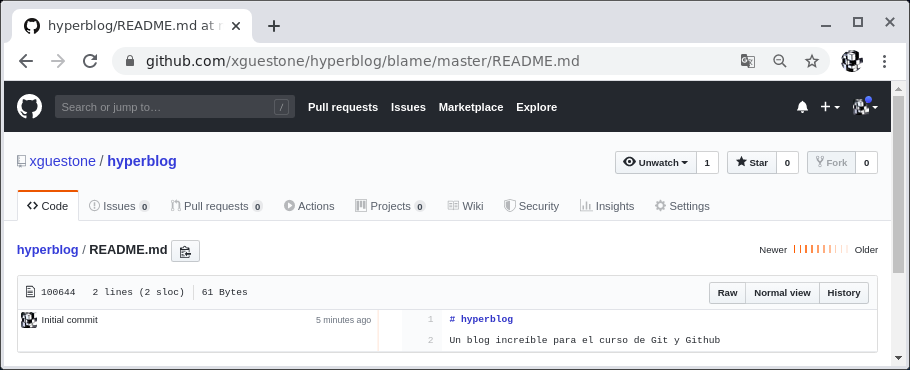 hyperblog/README.md at
github.com/xguestone/hyperblog/blame/master/README.md
Search or jump to… / Pull requests Issues Marketplace Explore
xguestone / hyperblog Unwatch 1 Star 0 Fork 0
Code Issues 0 Pull requests 0 Actions Projects 0 Wiki Security Insights Settings
hyperblog / README.md Newer Older
100644 2 lines (2 sloc) 61 Bytes Raw Normal view History
Initial commit 5 minutes ago 1 # hyperblog
2 Un blog increíble para el curso de Git y Github